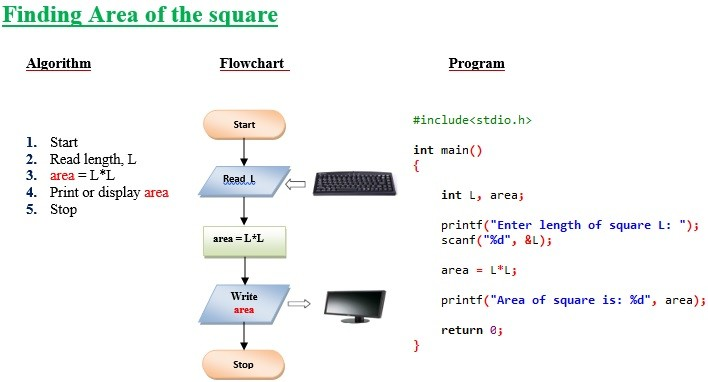 Finding Area of the square
Algorithm
1. Start
2. Read length, L
3. area = L*L
4. Print or display area
5. Stop
Flowchart
Start
Read L
area = L*L
Write
area
Stop
Program
#include<stdio.h>
int main()
{
int L, area;
printf("Enter length of square L: ");
scanf("%d", &L);
area = L*L;
printf("Area of square is: %d", area);
return 0;
}